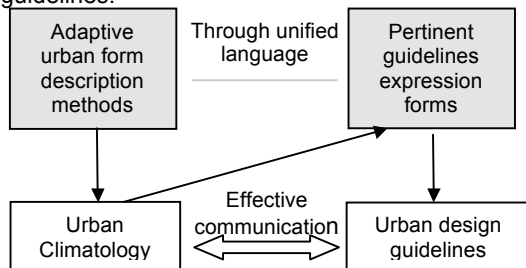 guidelines.
Adaptive
urban form
description
methods
Through unified
language
Pertinent
guidelines
expression
forms
Urban
Climatology
Effective
communication
Urban design
guidelines